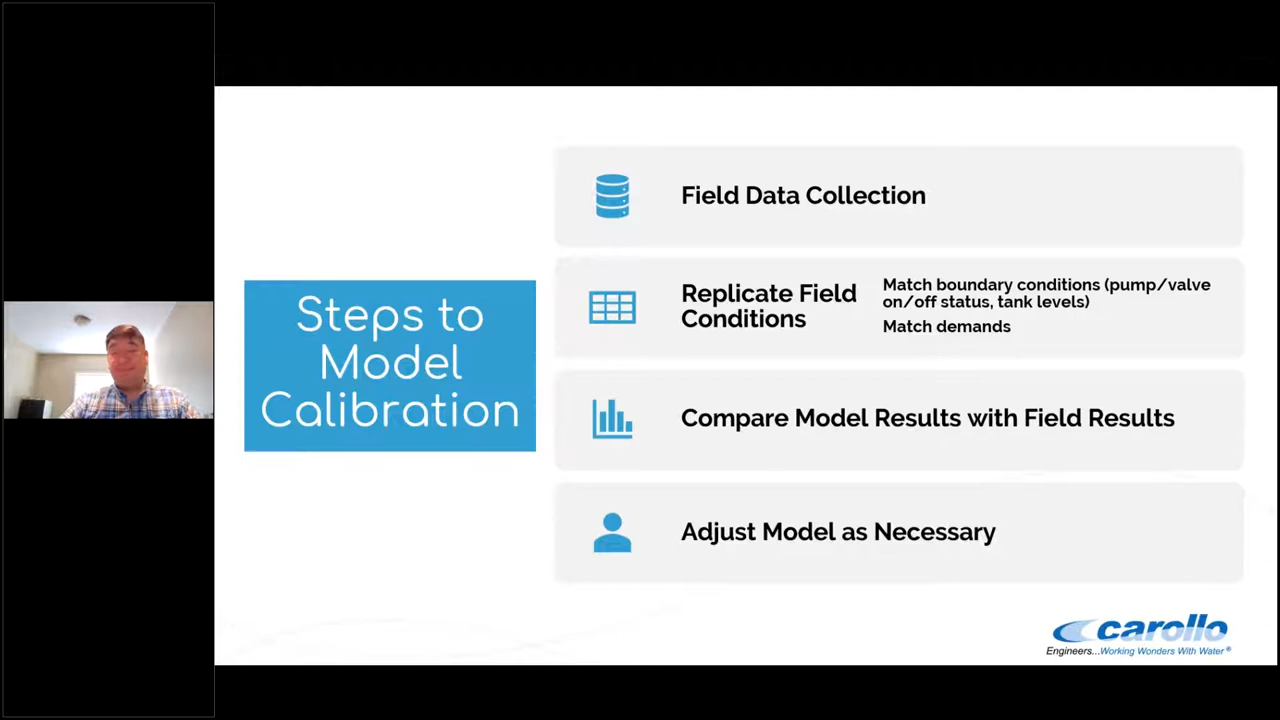 Steps to
Model
Calibration
Field Data Collection
Replicate Field
Conditions
Match boundary conditions (pump/valve
on/off status, tank levels)
Match demands
Compare Model Results with Field Results
Adjust Model as Necessary
carollo
Engineers...Working Wonders With Water®